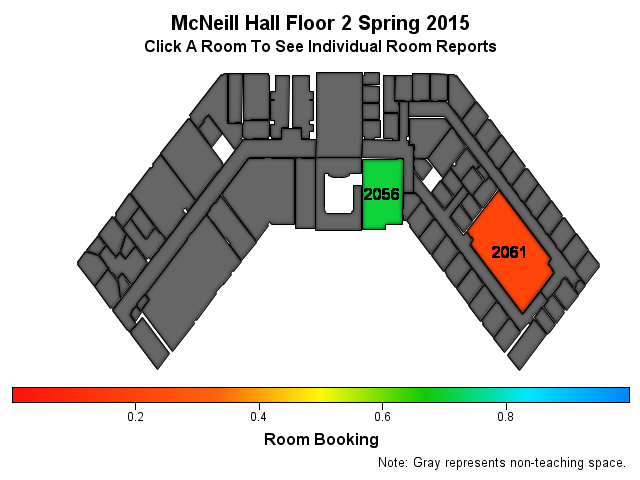 McNeill Hall Floor 2 Spring 2015
Click A Room To See Individual Room Reports
2056
2061
0.2 0.4 0.6 0.8
Room Booking
Note: Gray represents non-teaching space.